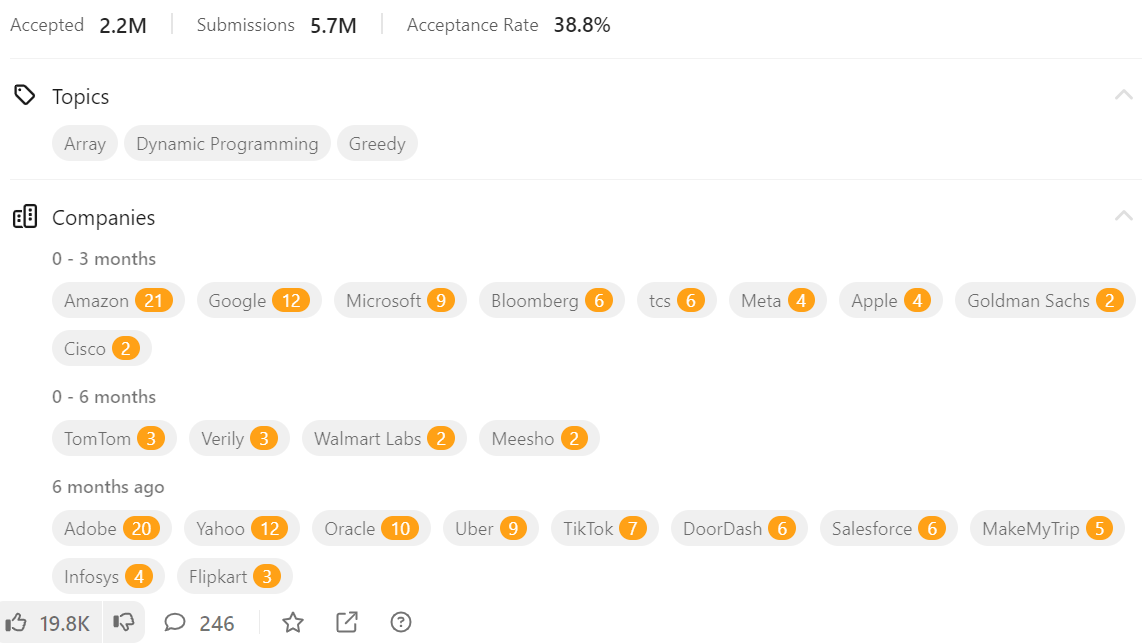 Accepted 2.2M Submissions 5.7M Acceptance Rate 38.8%
Topics
Array Dynamic Programming Greedy
Companies
0 - 3 months
Amazon 21 Google 12 Microsoft 9 Bloomberg 6 tcs 6 Meta 4 Apple 4 Goldman Sachs 2
Cisco 2
0 - 6 months
TomTom 3 Verily 3 Walmart Labs 2 Meesho 2
6 months ago
Adobe 20 Yahoo 12 Oracle 10 Uber 9 TikTok 7 DoorDash 6 Salesforce 6 MakeMyTrip 5
Infosys 4 Flipkart 3
19.8K 246